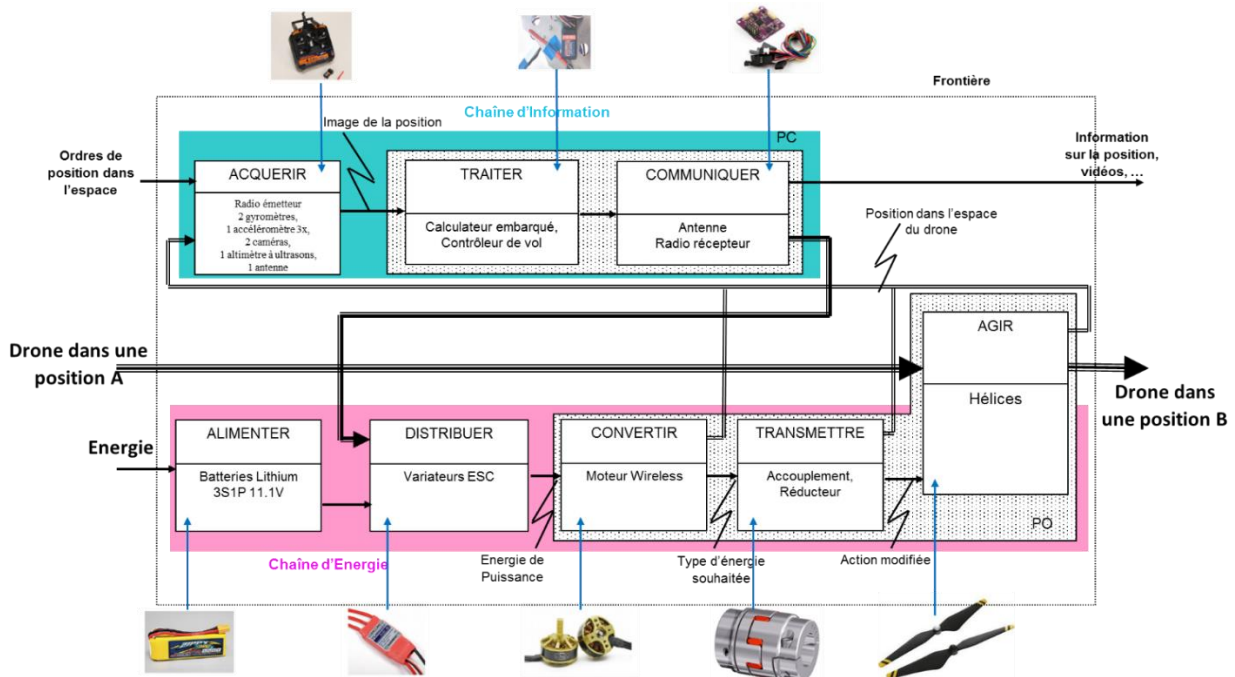 Frontière
Chaîne d'Information
Image de la position
PC
Ordres de
position dans
l'espace
ACQUERIR
Radio émetteur
2 gyromètres,
1 accéléromètre 3x,
2 caméras,
1 altimètre à ultrasons,
1 antenne
TRAITER
Calculateur embarqué,
Contrôleur de vol
COMMUNIQUER
Antenne
Radio récepteur
Information
sur la position,
vidéos, ...
Position dans l'espace
du drone
Drone dans une
position A
AGIR
Hélices
Drone dans
une position B
Energie
ALIMENTER
Batteries Lithium
3S1P 11.1V
DISTRIBUER
Variateurs ESC
CONVERTIR
Moteur Wireless
TRANSMETTRE
Accouplement,
Réducteur
PO
Chaîne d'Energie
Energie de
Puissance
Type d'énergie
souhaitée
Action modifiée